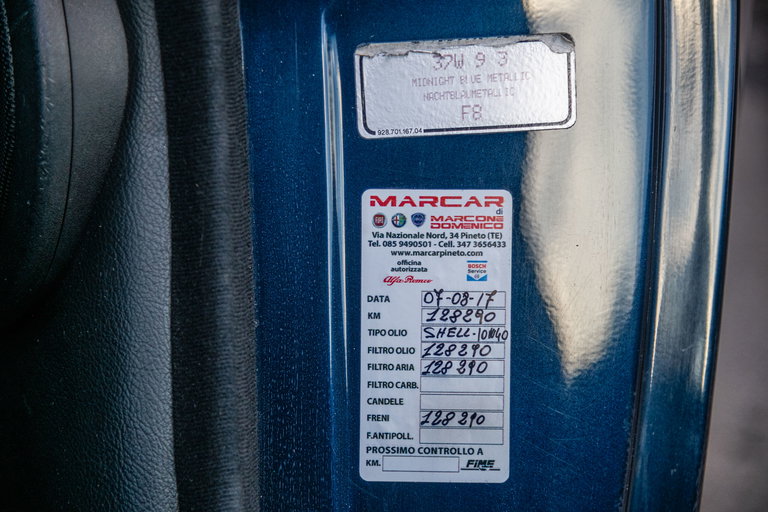 37W 9 3
MIDNIGHT BLUE METALLIC
NACHTBLAUMETALLIC
F8
928.701.167.04
MARCAR
di
MARCONE
DOMENICO
Via Nazionale Nord, 34 Pineto (TE)
Tel. 085 9490501 - Cell. 347 3656433
www.marcarpineto.com
officina
autorizzata
Alfa Romeo
BOSCH
Service
DATA 07-08-17
KM 128290
TIPO OLIO SHELL-10W40
FILTRO OLIO 128290
FILTRO ARIA 128290
FILTRO CARB.
CANDELE
FRENI 128290
F.ANTIPOLL.
PROSSIMO CONTROLLO A
KM. FIME